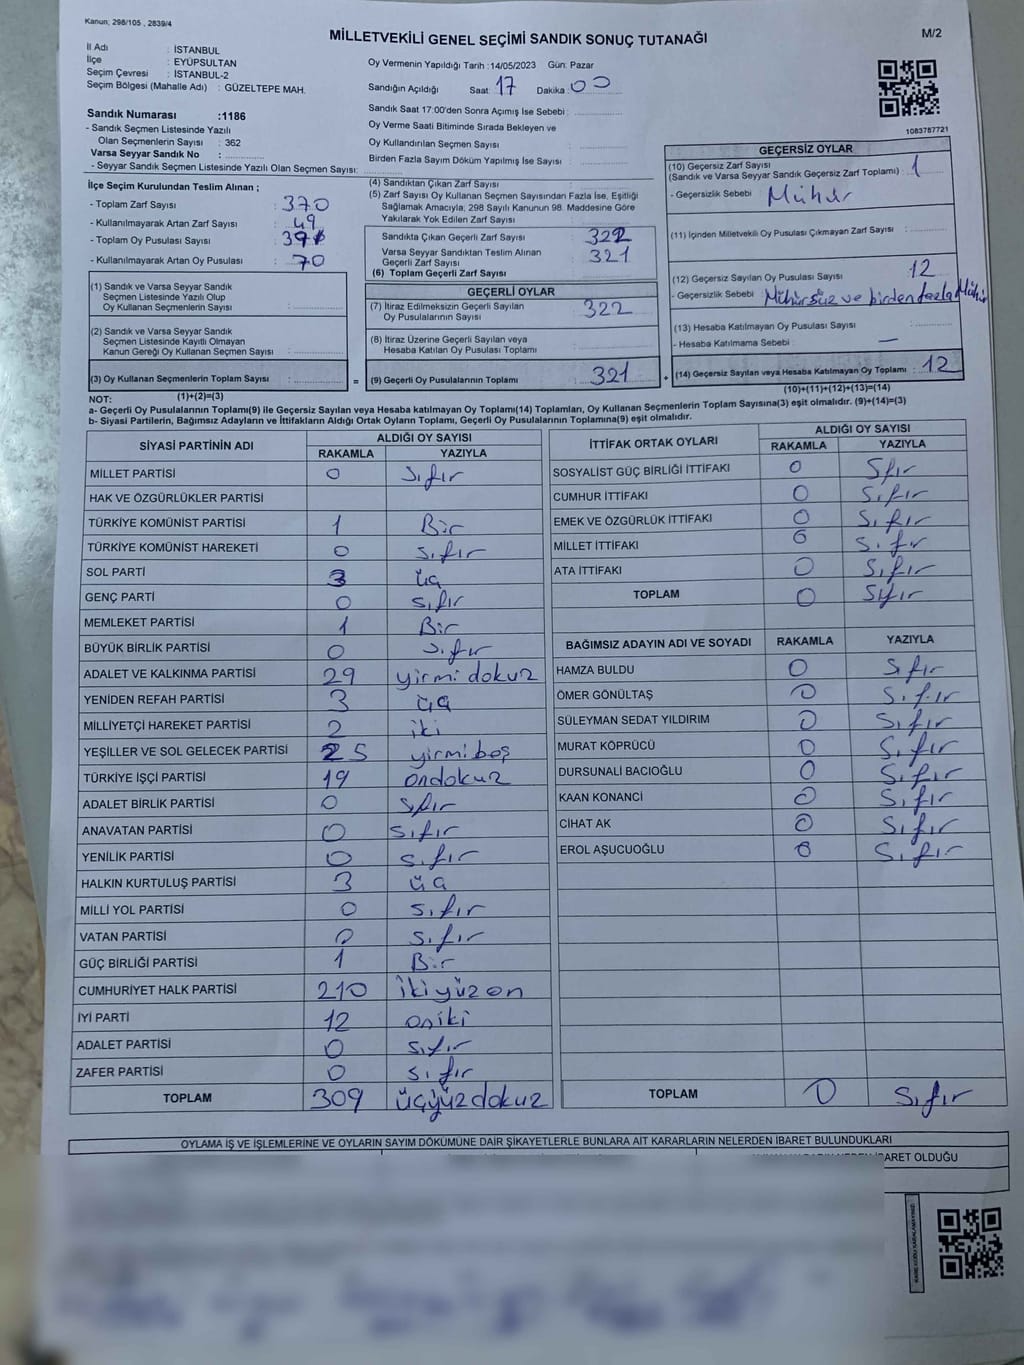 Kanun; 298/105 , 2839/4
MİLLETVEKİLİ GENEL SEÇİMİ SANDIK SONUÇ TUTANAĞI
M/2
İl Adı : İSTANBUL
İlçe : EYÜPSULTAN
Seçim Çevresi : İSTANBUL-2
Seçim Bölgesi (Mahalle Adı) : GÜZELTEPE MAH.
Oy Vermenin Yapıldığı Tarih : 14/05/2023 Gün: Pazar
Sandığın Açıldığı Saat: 17 Dakika: 00
Sandık Saat 17:00'den Sonra Açımış İse Sebebi :
Oy Verme Saati Bitiminde Sırada Bekleyen ve
Oy Kullandırılan Seçmen Sayısı :
Birden Fazla Sayım Döküm Yapılmış İse Sayısı :
1083787721
Sandık Numarası :1186
- Sandık Seçmen Listesinde Yazılı
Olan Seçmenlerin Sayısı : 362
Varsa Seyyar Sandık No :
- Seyyar Sandık Seçmen Listesinde Yazılı Olan Seçmen Sayısı:
İlçe Seçim Kurulundan Teslim Alınan ;
- Toplam Zarf Sayısı : 370
- Kullanılmayarak Artan Zarf Sayısı : 49
- Toplam Oy Pusulası Sayısı :
- Kullanılmayarak Artan Oy Pusulası : 70
(1) Sandık ve Varsa Seyyar Sandık
Seçmen Listesinde Yazılı Olup
Oy Kullanan Seçmenlerin Sayısı :
(2) Sandık ve Varsa Seyyar Sandık
Seçmen Listesinde Kayıtlı Olmayan
Kanun Gereği Oy Kullanan Seçmen Sayısı :
(3) Oy Kullanan Seçmenlerin Toplam Sayısı :
(1)+(2)=(3)
(4) Sandıktan Çıkan Zarf Sayısı :
(5) Zarf Sayısı Oy Kullanan Seçmen Sayısından Fazla İse, Eşitliği
Sağlamak Amacıyla, 298 Sayılı Kanunun 98. Maddesine Göre
Yakılarak Yok Edilen Zarf Sayısı :
Sandıkta Çıkan Geçerli Zarf Sayısı : 322
Varsa Seyyar Sandıktan Teslim Alınan
Geçerli Zarf Sayısı : 321
(6) Toplam Geçerli Zarf Sayısı :
GEÇERLİ OYLAR
(7) İtiraz Edilmeksizin Geçerli Sayılan
Oy Pusulalarının Sayısı : 322
(8) İtiraz Üzerine Geçerli Sayılan veya
Hesaba Katılan Oy Pusulası Toplamı :
= (9) Geçerli Oy Pusulalarının Toplamı : 321
GEÇERSİZ OYLAR
(10) Geçersiz Zarf Sayısı
(Sandık ve Varsa Seyyar Sandık Geçersiz Zarf Toplamı) : 1
- Geçersizlik Sebebi : Mühür
(11) İçinden Milletvekili Oy Pusulası Çıkmayan Zarf Sayısı :
(12) Geçersiz Sayılan Oy Pusulası Sayısı : 12
- Geçersizlik Sebebi : Mühürsüz ve birden fazla Mühür
(13) Hesaba Katılmayan Oy Pusulası Sayısı :
- Hesaba Katılmama Sebebi : —
+ (14) Geçersiz Sayılan veya Hesaba Katılmayan Oy Toplamı : 12
(10)+(11)+(12)+(13)=(14)
NOT:
a- Geçerli Oy Pusulalarının Toplamı(9) ile Geçersiz Sayılan veya Hesaba katılmayan Oy Toplamı(14) Toplamları, Oy Kullanan Seçmenlerin Toplam Sayısına(3) eşit olmalıdır. (9)+(14)=(3)
b- Siyasi Partilerin, Bağımsız Adayların ve İttifakların Aldığı Ortak Oyların Toplamı, Geçerli Oy Pusulalarının Toplamına(9) eşit olmalıdır.
SİYASİ PARTİNİN ADI ALDIĞI OY SAYISI
RAKAMLA YAZIYLA
MİLLET PARTİSİ 0 Sıfır
HAK VE ÖZGÜRLÜKLER PARTİSİ
TÜRKİYE KOMÜNİST PARTİSİ 1 Bir
TÜRKİYE KOMÜNİST HAREKETİ 0 sıfır
SOL PARTİ 3 üç
GENÇ PARTİ 0 sıfır
MEMLEKET PARTİSİ 1 Bir
BÜYÜK BİRLİK PARTİSİ 0 sıfır
ADALET VE KALKINMA PARTİSİ 29 yirmi dokuz
YENİDEN REFAH PARTİSİ 3 üç
MİLLİYETÇİ HAREKET PARTİSİ 2 iki
YEŞİLLER VE SOL GELECEK PARTİSİ 25 yirmi beş
TÜRKİYE İŞÇİ PARTİSİ 19 ondokuz
ADALET BİRLİK PARTİSİ 0 sıfır
ANAVATAN PARTİSİ 0 sıfır
YENİLİK PARTİSİ 0 sıfır
HALKIN KURTULUŞ PARTİSİ 3 üç
MİLLİ YOL PARTİSİ 0 sıfır
VATAN PARTİSİ 0 sıfır
GÜÇ BİRLİĞİ PARTİSİ 1 Bir
CUMHURİYET HALK PARTİSİ 210 ikiyüz on
İYİ PARTİ 12 oniki
ADALET PARTİSİ 0 sıfır
ZAFER PARTİSİ 0 sıfır
TOPLAM 309 üçyüz dokuz
İTTİFAK ORTAK OYLARI ALDIĞI OY SAYISI
RAKAMLA YAZIYLA
SOSYALİST GÜÇ BİRLİĞİ İTTİFAKI 0 Sıfır
CUMHUR İTTİFAKI 0 Sıfır
EMEK VE ÖZGÜRLÜK İTTİFAKI 0 Sıfır
MİLLET İTTİFAKI 0 Sıfır
ATA İTTİFAKI 0 Sıfır
TOPLAM 0 Sıfır
BAĞIMSIZ ADAYIN ADI VE SOYADI RAKAMLA YAZIYLA
HAMZA BULDU 0 Sıfır
ÖMER GÖNÜLTAŞ 0 Sıfır
SÜLEYMAN SEDAT YILDIRIM 0 Sıfır
MURAT KÖPRÜCÜ 0 Sıfır
DURSUNALİ BACIOĞLU 0 Sıfır
KAAN KONANCİ 0 Sıfır
CİHAT AK 0 Sıfır
EROL AŞUCUOĞLU 0 Sıfır
TOPLAM 0 Sıfır
OYLAMA İŞ VE İŞLEMLERİNE VE OYLARIN SAYIM DÖKÜMÜNE DAİR ŞİKAYETLERLE BUNLARA AİT KARARLARIN NELERDEN İBARET BULUNDUKLARI
OLDUĞU